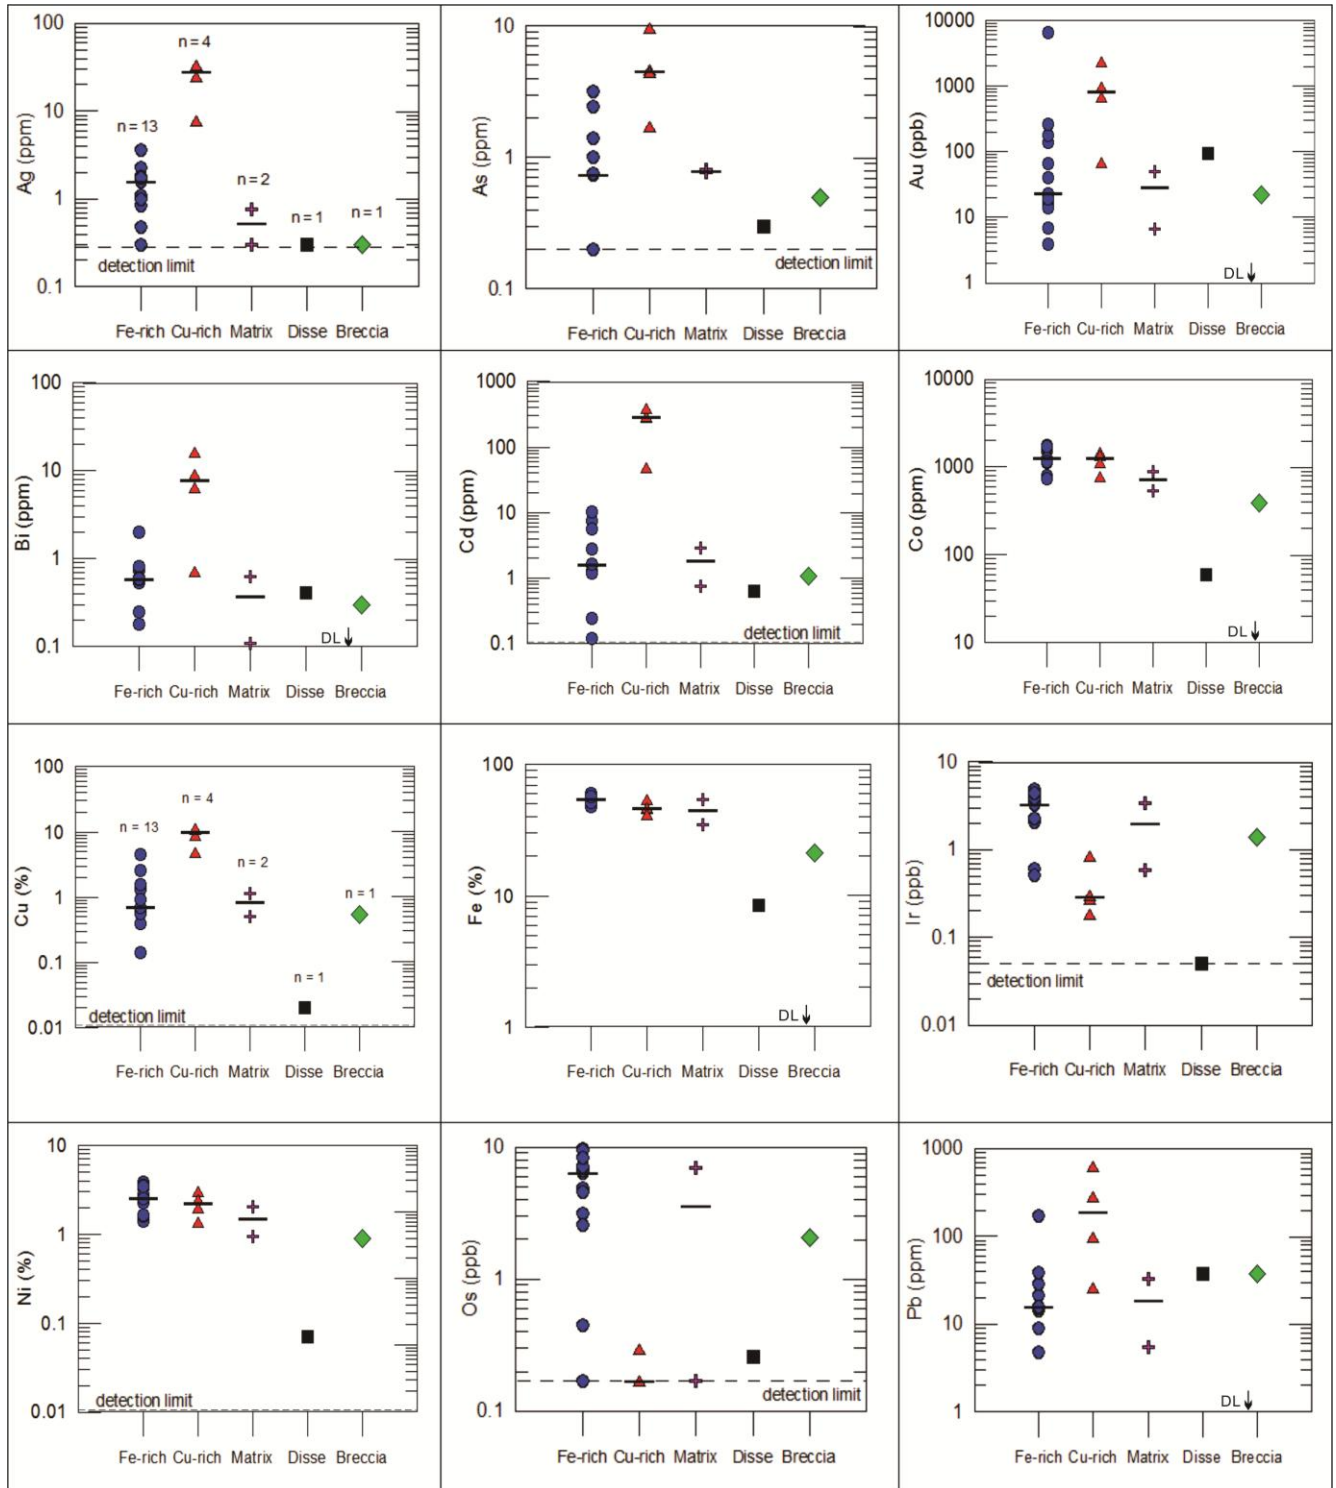 100
n = 4
10
n = 13
n = 2
n = 1
n = 1
1
detection limit
0.1
Ag (ppm)
Fe-rich Cu-rich Matrix Disse Breccia
10
1
detection limit
0.1
As (ppm)
Fe-rich Cu-rich Matrix Disse Breccia
10000
1000
100
10
DL
1
Au (ppb)
Fe-rich Cu-rich Matrix Disse Breccia
100
10
1
DL
0.1
Bi (ppm)
Fe-rich Cu-rich Matrix Disse Breccia
1000
100
10
1
detection limit
0.1
Cd (ppm)
Fe-rich Cu-rich Matrix Disse Breccia
10000
1000
100
DL
10
Co (ppm)
Fe-rich Cu-rich Matrix Disse Breccia
100
n = 4
n = 13
10
n = 2
n = 1
1
0.1
n = 1
detection limit
0.01
Cu (%)
Fe-rich Cu-rich Matrix Disse Breccia
100
10
DL
1
Fe (%)
Fe-rich Cu-rich Matrix Disse Breccia
10
1
0.1
detection limit
0.01
Ir (ppb)
Fe-rich Cu-rich Matrix Disse Breccia
10
1
0.1
detection limit
0.01
Ni (%)
Fe-rich Cu-rich Matrix Disse Breccia
10
1
detection limit
0.1
Os (ppb)
Fe-rich Cu-rich Matrix Disse Breccia
1000
100
10
DL
1
Pb (ppm)
Fe-rich Cu-rich Matrix Disse Breccia